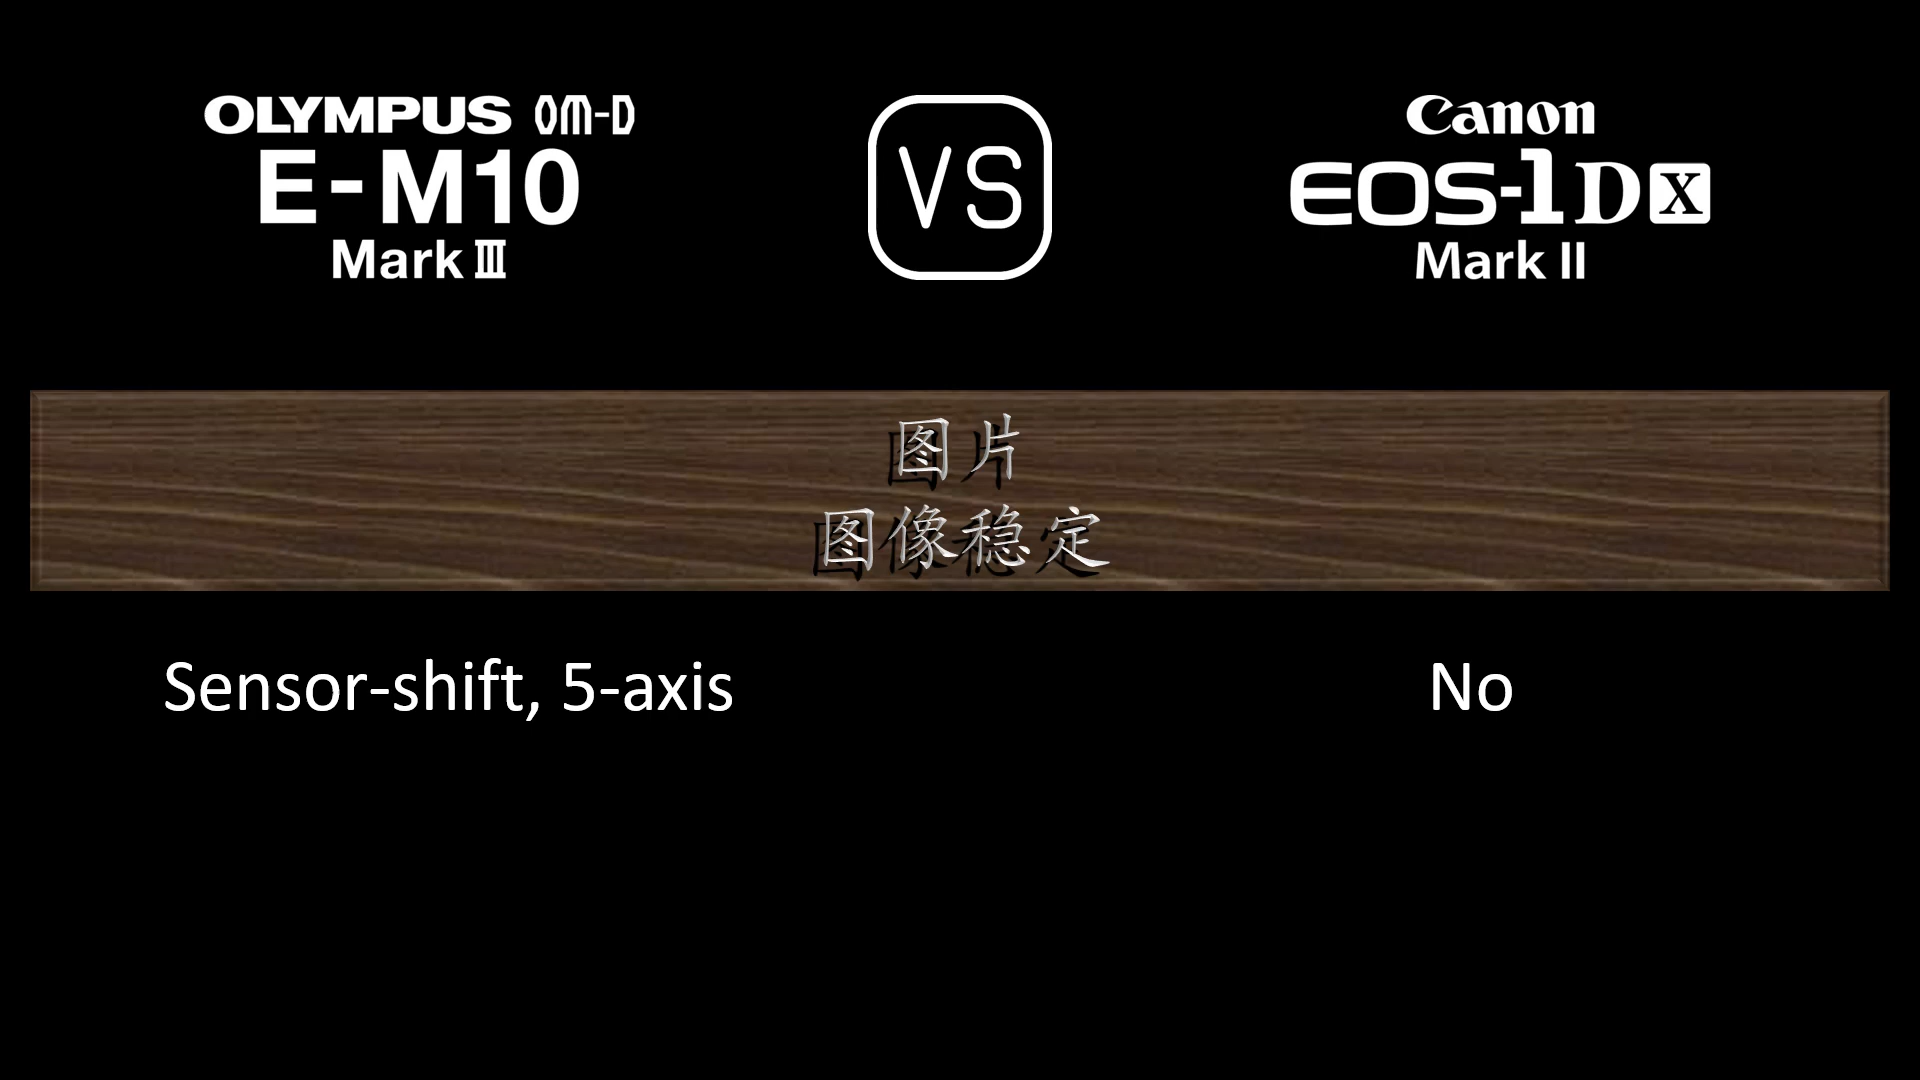 OLYMPUS OM-D
E-M10
Mark III
VS
Canon
EOS-1D X
Mark II
图片
图像稳定
Sensor-shift, 5-axis
No